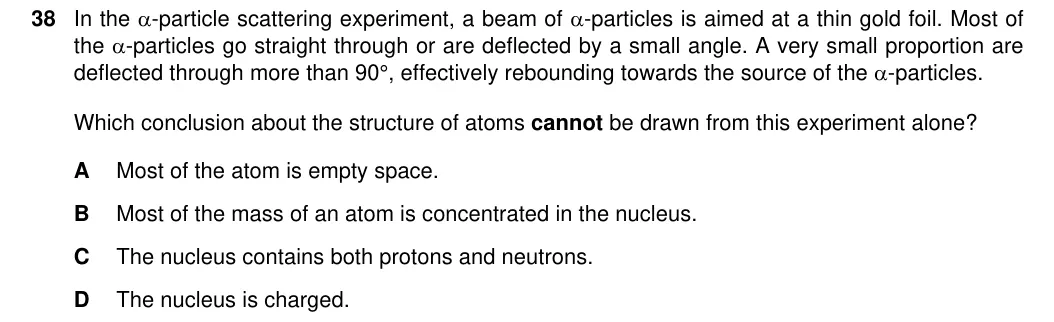 38 In the α-particle scattering experiment, a beam of α-particles is aimed at a thin gold foil. Most of
the α-particles go straight through or are deflected by a small angle. A very small proportion are
deflected through more than 90°, effectively rebounding towards the source of the α-particles.
Which conclusion about the structure of atoms cannot be drawn from this experiment alone?
A Most of the atom is empty space.
B Most of the mass of an atom is concentrated in the nucleus.
C The nucleus contains both protons and neutrons.
D The nucleus is charged.